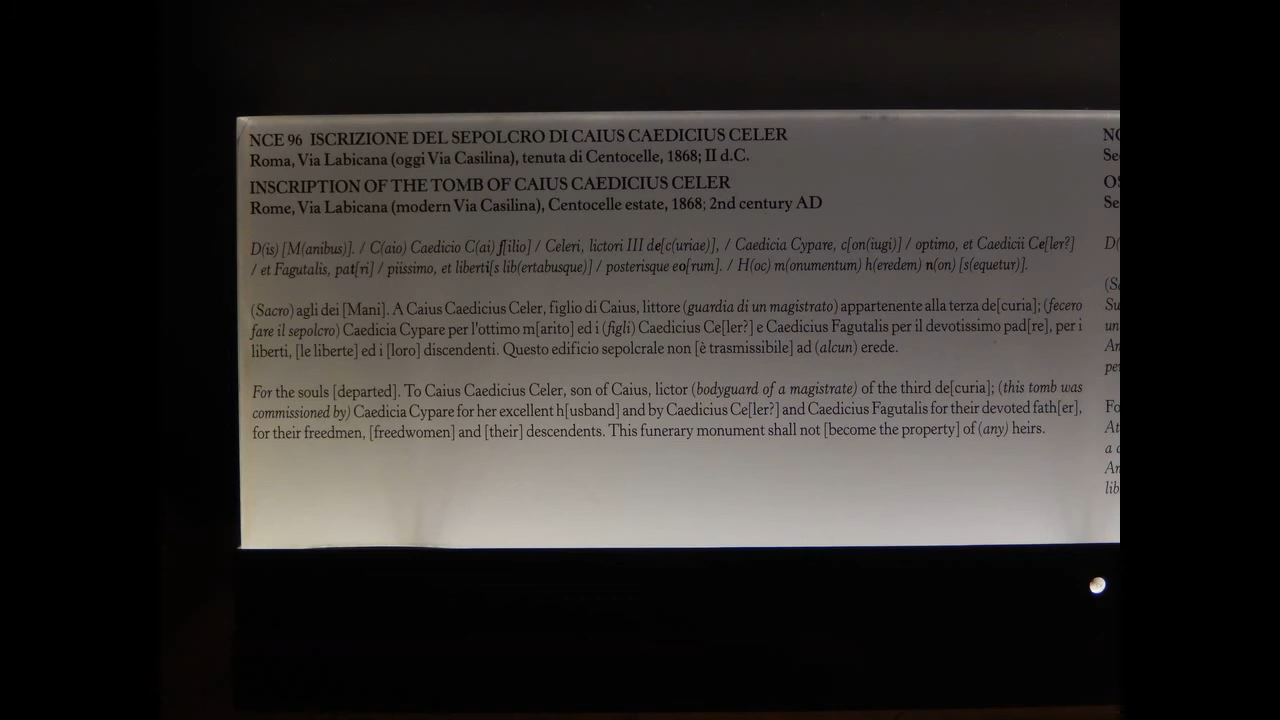 NCE 96 ISCRIZIONE DEL SEPOLCRO DI CAIUS CAEDICIUS CELER
Roma, Via Labicana (oggi Via Casilina), tenuta di Centocelle, 1868; II d.C.
INSCRIPTION OF THE TOMB OF CAIUS CAEDICIUS CELER
Rome, Via Labicana (modern Via Casilina), Centocelle estate, 1868; 2nd century AD
D(is) [M(anibus)]. / C(aio) Caedicio C(ai) f[ilio] / Celeri, lictori III de[c(uriae)], / Caedicia Cypare, c[on(iugi)] / optimo, et Caedicii Ce[ler?]
/ et Fagutalis, pat[ri] / piissimo, et liberti[s lib(ertabusque)] / posterisque eo[rum]. / H(oc) m(onumentum) h(eredem) n(on) [s(equetur)].
(Sacro) agli dei [Mani]. A Caius Caedicius Celer, figlio di Caius, littore (guardia di un magistrato) appartenente alla terza de[curia]; (fecero
fare il sepolcro) Caedicia Cypare per l'ottimo m[arito] ed i (figli) Caedicius Ce[ler?] e Caedicius Fagutalis per il devotissimo pad[re], per i
liberti, [le liberte] ed i [loro] discendenti. Questo edificio sepolcrale non [è trasmissibile] ad (alcun) erede.
For the souls [departed]. To Caius Caedicius Celer, son of Caius, lictor (bodyguard of a magistrate) of the third de[curia]; (this tomb was
commissioned by) Caedicia Cypare for her excellent h[usband] and by Caedicius Ce[ler?] and Caedicius Fagutalis for their devoted fath[er],
for their freedmen, [freedwomen] and [their] descendents. This funerary monument shall not [become the property] of (any) heirs.